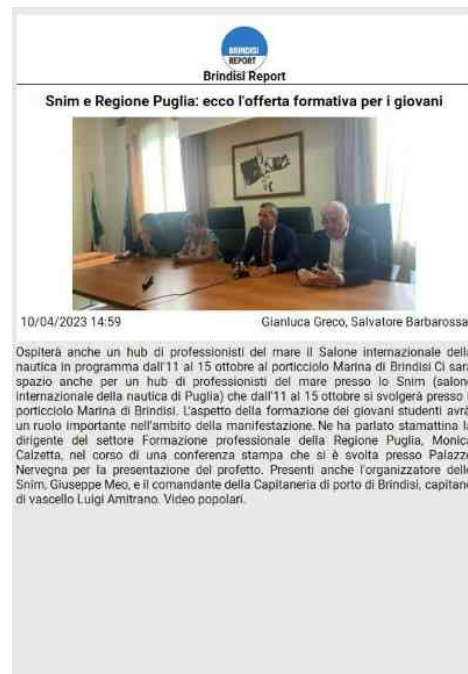 BRINDISI
REPORT
Brindisi Report
Snim e Regione Puglia: ecco l'offerta formativa per i giovani
10/04/2023 14:59
Gianluca Greco, Salvatore Barbarossa
Ospiterà anche un hub di professionisti del mare il Salone internazionale della
nautica in programma dall'11 al 15 ottobre al porticciolo Marina di Brindisi Ci sarà
spazio anche per un hub di professionisti del mare presso lo Snim (salone
internazionale della nautica di Puglia) che dall'11 al 15 ottobre si svolgerà presso
porticciolo Marina di Brindisi. L'aspetto della formazione dei giovani studenti avrà
un ruolo importante nell'ambito della manifestazione. Ne ha parlato stamattina la
dirigente del settore Formazione professionale della Regione Puglia, Monica
Calzetta, nel corso di una conferenza stampa che si è svolta presso Palazzo
Nervegna per la presentazione del profetto. Presenti anche l'organizzatore dello
Snim, Giuseppe Meo, e il comandante della Capitaneria di porto di Brindisi, capitano
di vascello Luigi Amitrano. Video popolari.